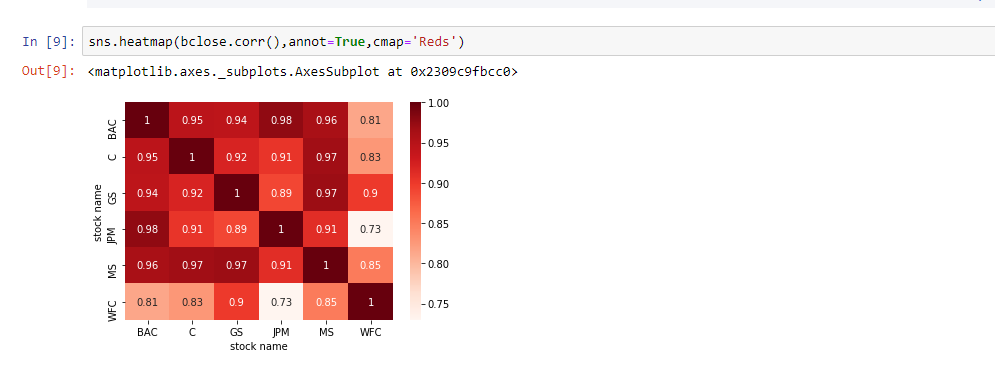 In [9]: sns.heatmap(bclose.corr(),annot=True,cmap='Reds')
Out[9]: <matplotlib.axes._subplots.AxesSubplot at 0x2309c9fbcc0>
stock name
BAC 1 0.95 0.94 0.98 0.96 0.81
C 0.95 1 0.92 0.91 0.97 0.83
GS 0.94 0.92 1 0.89 0.97 0.9
JPM 0.98 0.91 0.89 1 0.91 0.73
MS 0.96 0.97 0.97 0.91 1 0.85
WFC 0.81 0.83 0.9 0.73 0.85 1
BAC C GS JPM MS WFC
stock name
1.00
0.95
0.90
0.85
0.80
0.75